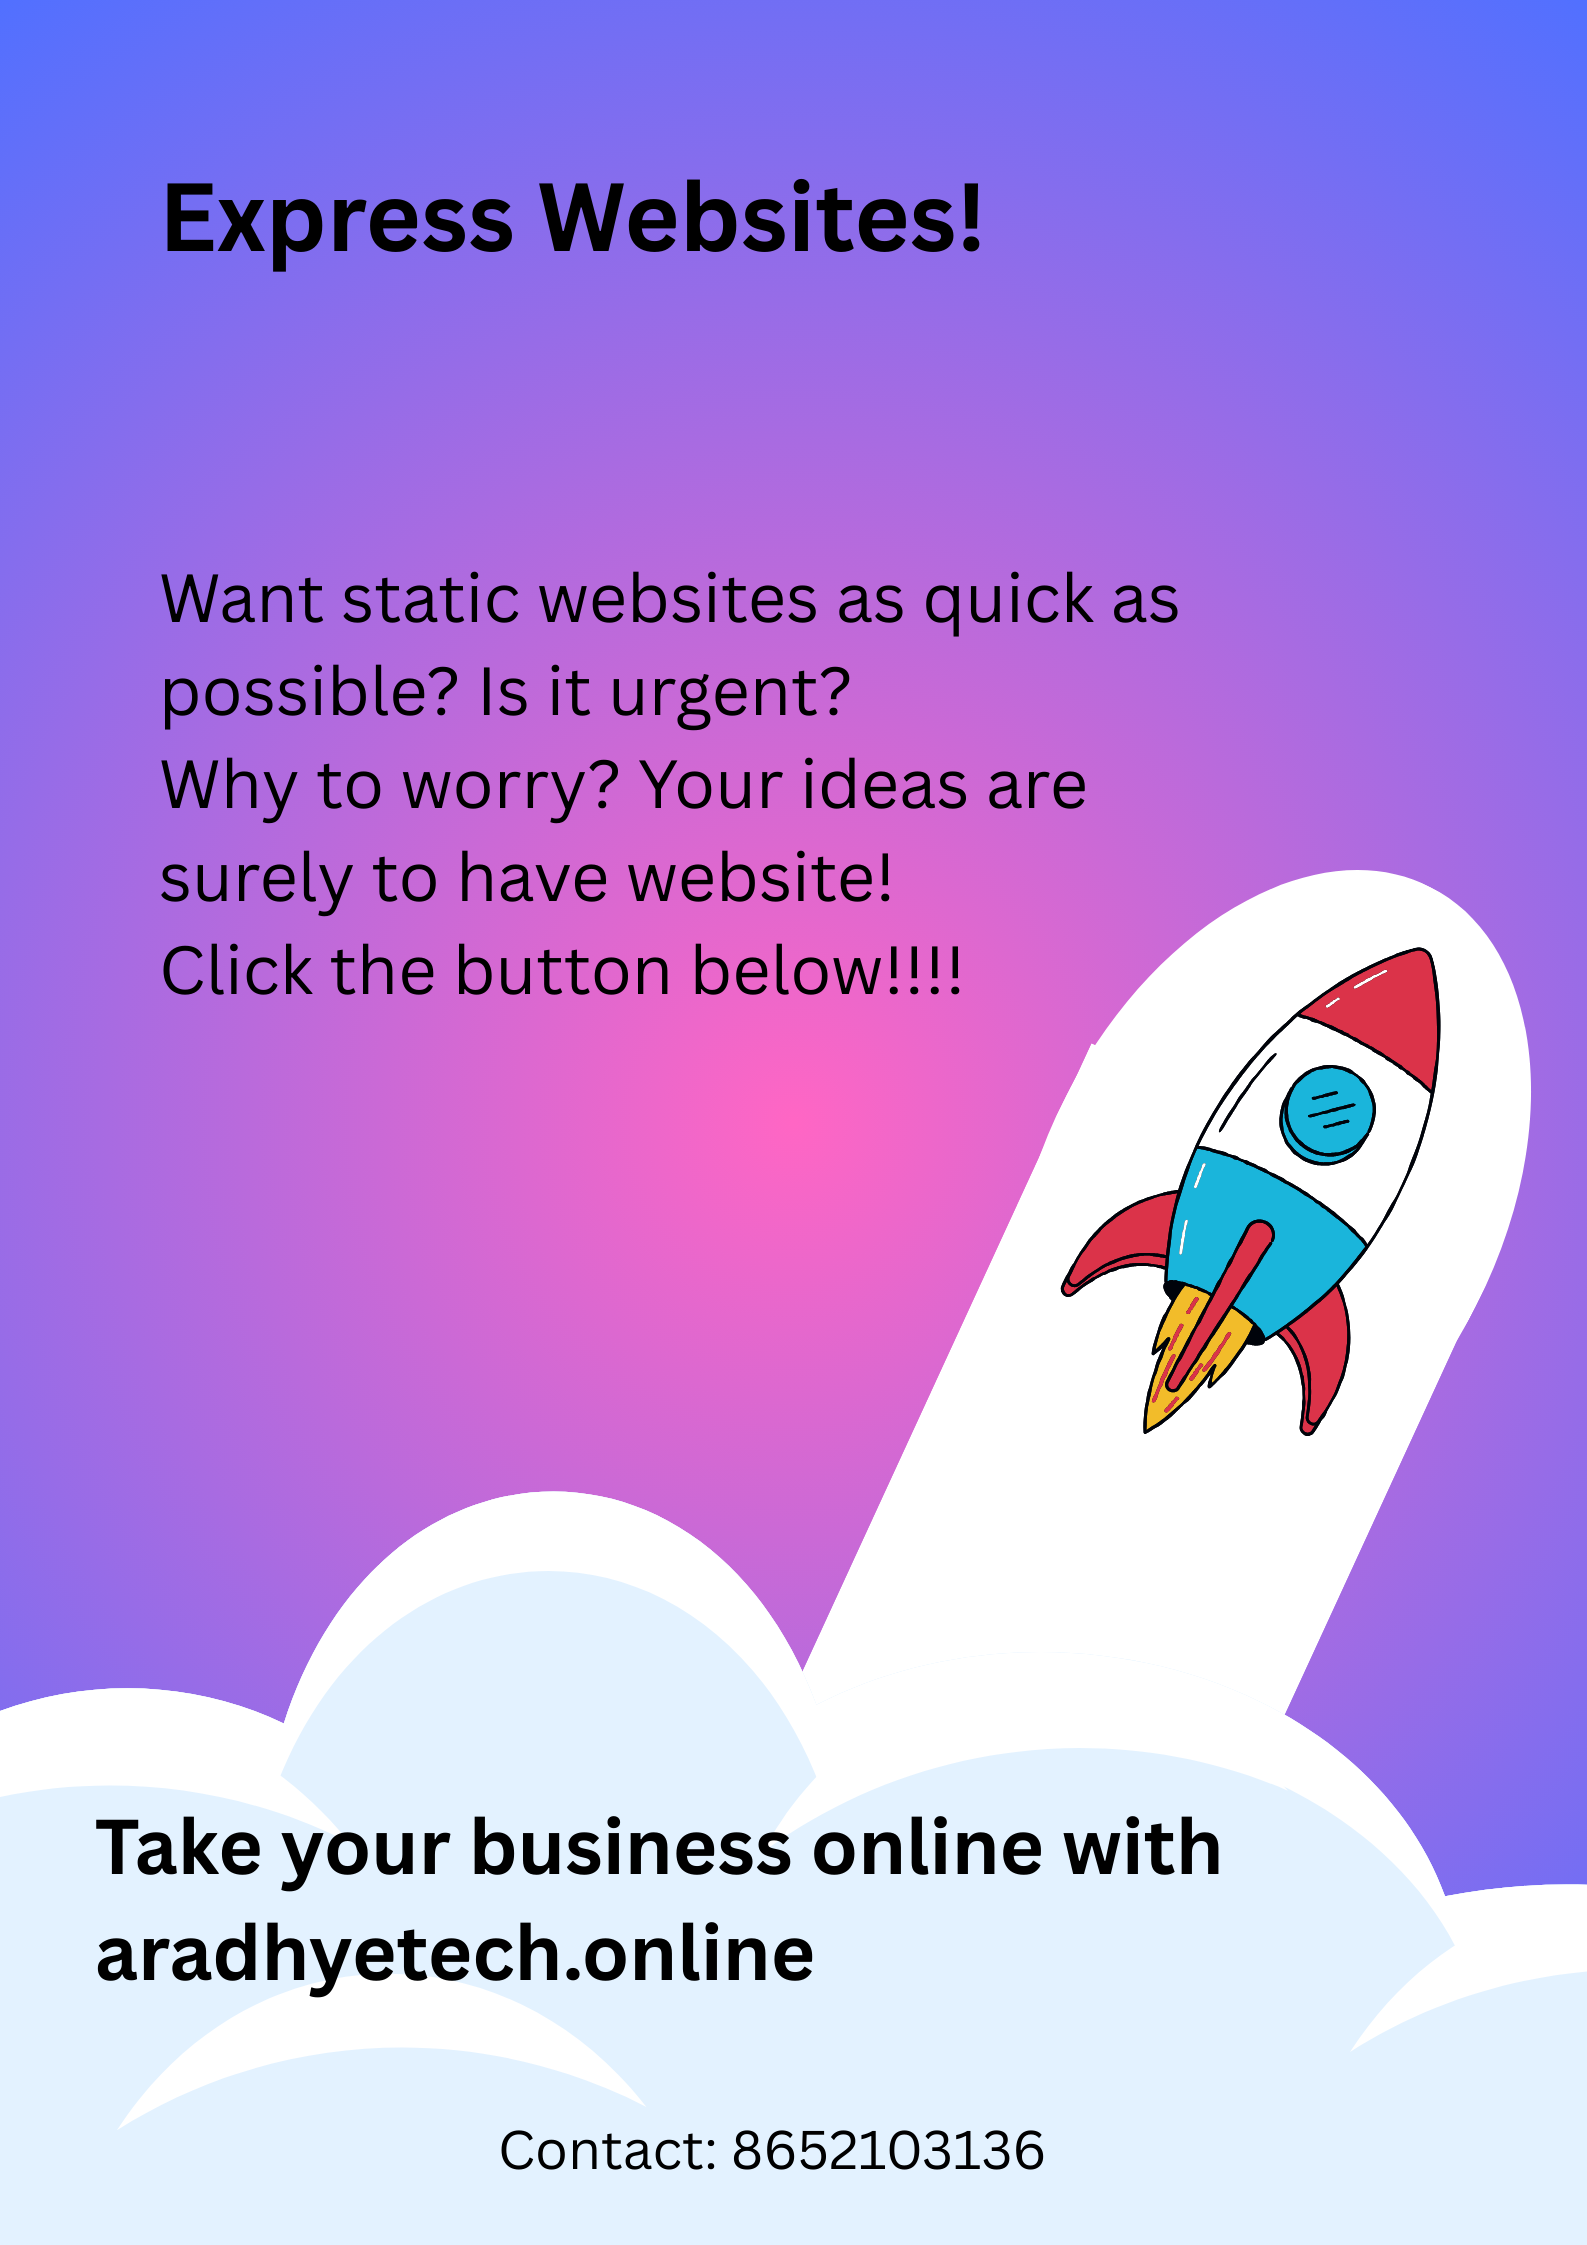 Express Websites!
Want static websites as quick as
possible? Is it urgent?
Why to worry? Your ideas are
surely to have website!
Click the button below!!!!
Take your business online with
aradhyetech.online
Contact: 8652103136